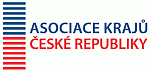 ASOCIACE KRAJŮ
ČESKÉ REPUBLIKY